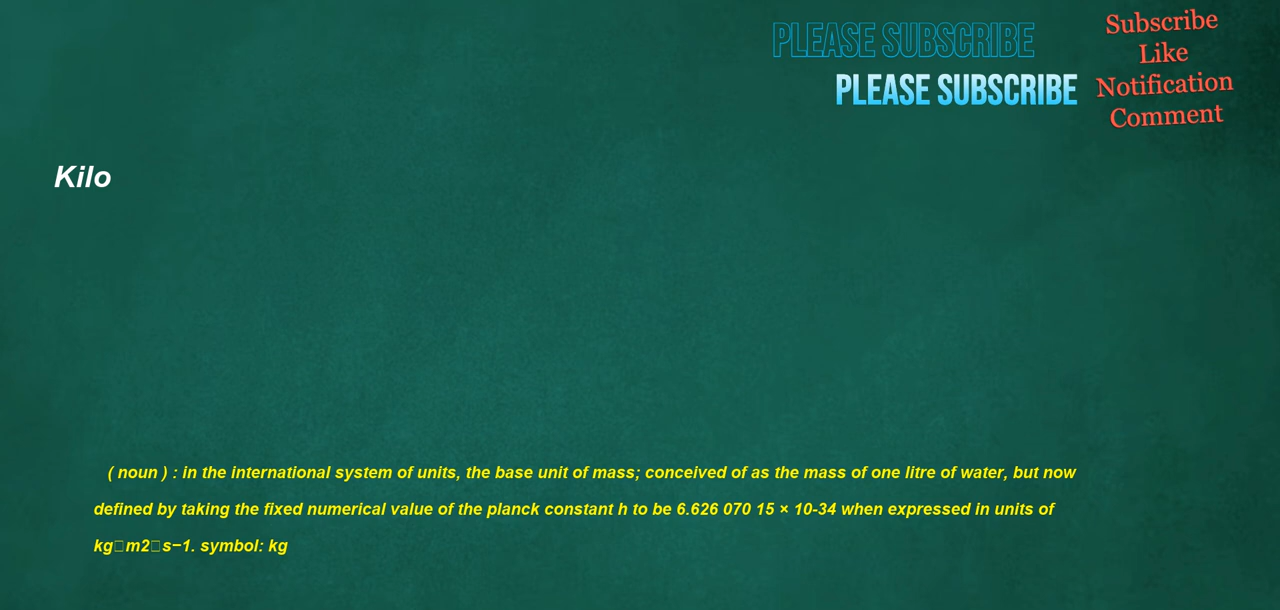 PLEASE SUBSCRIBE
PLEASE SUBSCRIBE
Subscribe
Like
Notification
Comment
Kilo
( noun ) : in the international system of units, the base unit of mass; conceived of as the mass of one litre of water, but now
defined by taking the fixed numerical value of the planck constant h to be 6.626 070 15 × 10-34 when expressed in units of
kg□m2□s−1. symbol: kg